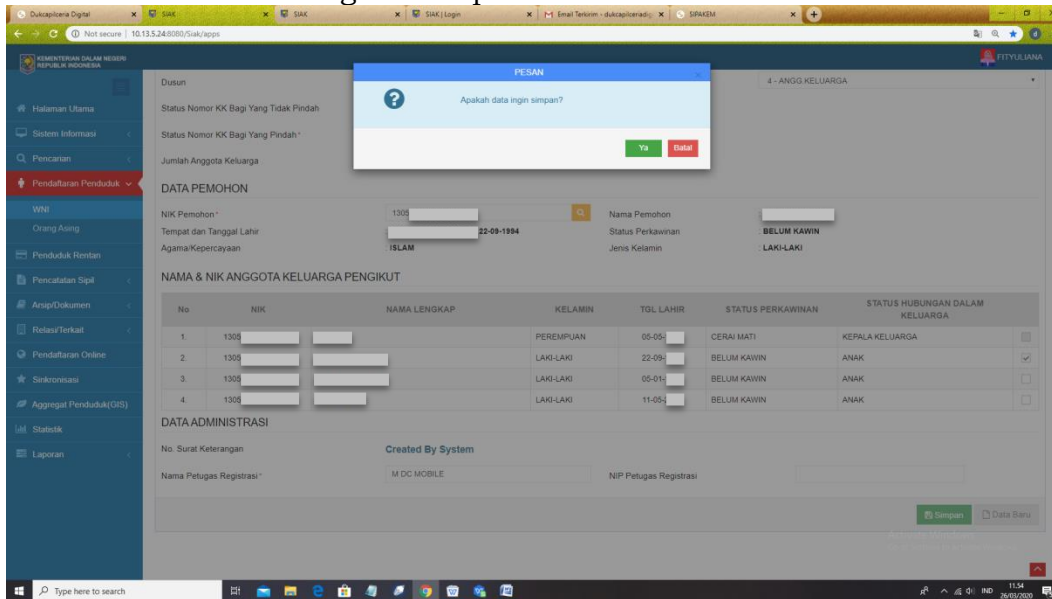 Dukcapilceria Digital
SIAK
SIAK
SIAK | Login
Email Terkirim - dukcapilceriadig
SIPAKEM
Not secure | 10.13.5.24:8080/Siak/apps
KEMENTERIAN DALAM NEGERI
REPUBLIK INDONESIA
FITYULIANA
PESAN
Apakah data ingin simpan?
Ya Batal
Halaman Utama
Sistem Informasi
Pencarian
Pendaftaran Penduduk
WNI
Orang Asing
Penduduk Rentan
Pencatatan Sipil
Arsip/Dokumen
Relasi/Terkait
Pendaftaran Online
Sinkronisasi
Aggregat Penduduk(GIS)
Statistik
Laporan
Dusun
4 - ANGG KELUARGA
Status Nomor KK Bagi Yang Tidak Pindah
Status Nomor KK Bagi Yang Pindah*
Jumlah Anggota Keluarga
DATA PEMOHON
NIK Pemohon* 1305 Nama Pemohon
Tempat dan Tanggal Lahir : 22-09-1994 Status Perkawinan : BELUM KAWIN
Agama/Kepercayaan : ISLAM Jenis Kelamin : LAKI-LAKI
NAMA & NIK ANGGOTA KELUARGA PENGIKUT
No NIK NAMA LENGKAP KELAMIN TGL LAHIR STATUS PERKAWINAN STATUS HUBUNGAN DALAM KELUARGA
1. 1305 PEREMPUAN 05-05- CERAI MATI KEPALA KELUARGA
2. 1305 LAKI-LAKI 22-09- BELUM KAWIN ANAK
3. 1305 LAKI-LAKI 05-01- BELUM KAWIN ANAK
4. 1305 LAKI-LAKI 11-05- BELUM KAWIN ANAK
DATA ADMINISTRASI
No. Surat Keterangan Created By System
Nama Petugas Registrasi* M DC MOBILE NIP Petugas Registrasi
Simpan Data Baru
Activate Windows
Type here to search
IND
11.54
26/03/2020